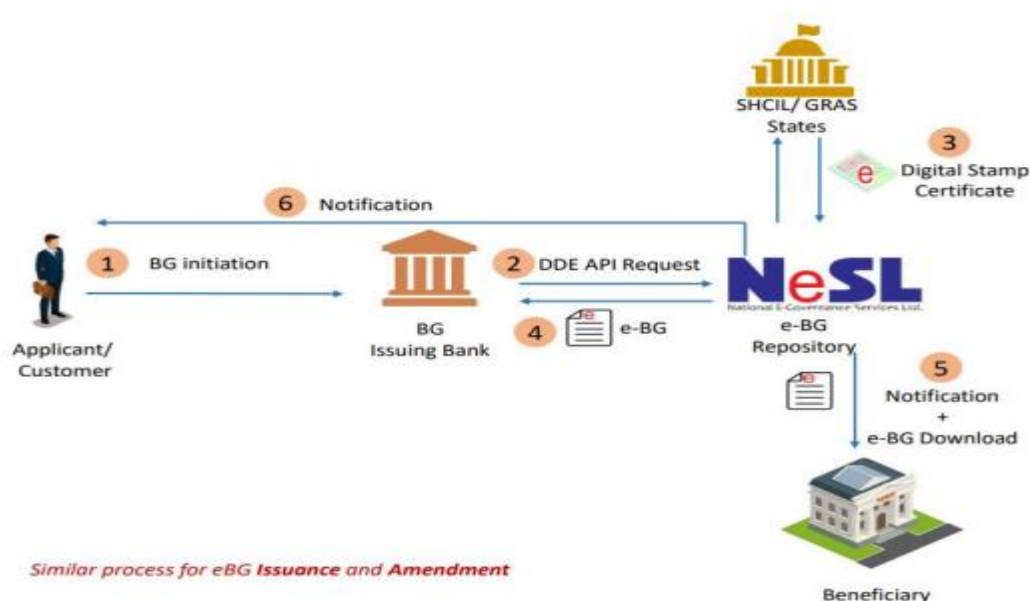 SHCIL/ GRAS
States
3
Digital Stamp
Certificate
e
6 Notification
1 BG initiation
2 DDE API Request
NeSL
National E-Governance Services Ltd.
4 e e-BG
BG
Issuing Bank
e-BG
Repository
Applicant/
Customer
e
5
Notification
+
e-BG Download
Similar process for eBG Issuance and Amendment
Beneficiary